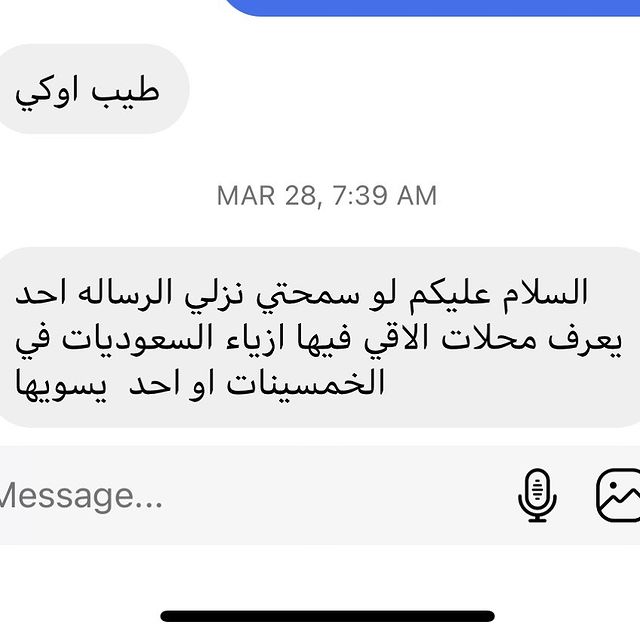 طيب اوكي
MAR 28, 7:39 AM
السلام عليكم لو سمحتي نزلي الرساله احد
يعرف محلات الاقي فيها ازياء السعوديات في
الخمسينات او احد يسويها
Message...